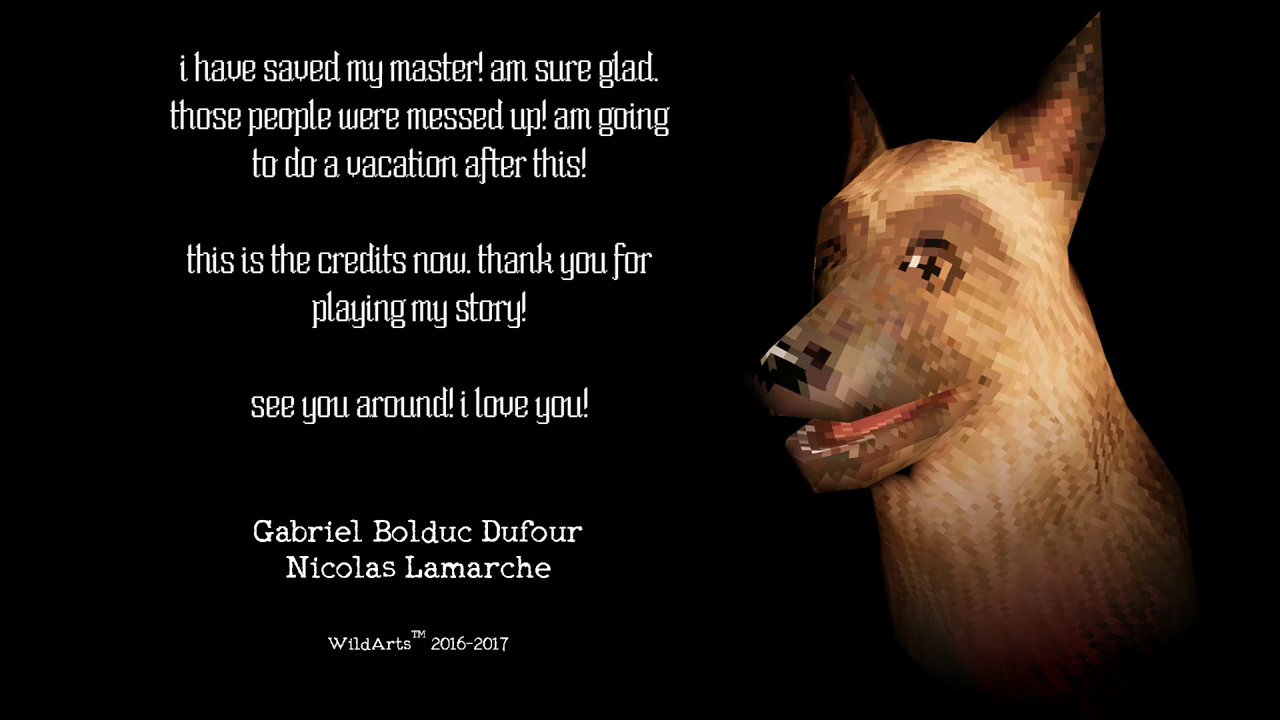 i have saved my master! am sure glad.
those people were messed up! am going
to do a vacation after this!
this is the credits now. thank you for
playing my story!
see you around! i love you!
Gabriel Bolduc Dufour
Nicolas Lamarche
WildArts™ 2016-2017